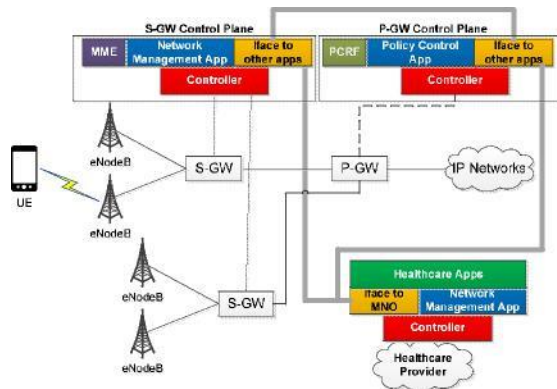 S-GW Control Plane
P-GW Control Plane
MME
Network
Management App
Iface to
other apps
Controller
PCRF
Policy Control
App
Iface to
other apps
Controller
eNodeB
UE
eNodeB
S-GW
P-GW
IP Networks
eNodeB
S-GW
eNodeB
Healthcare Apps
Iface to
MNO
Network
Management App
Controller
Healthcare
Provider